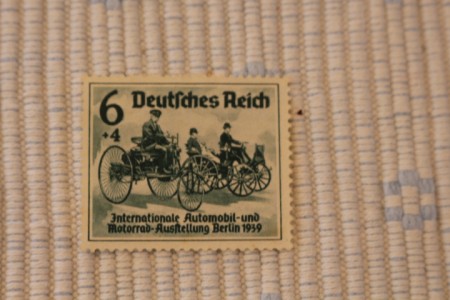 6 Deutsches Reich
+4
Internationale Automobil-und
Motorrad-Ausstellung Berlin 1939